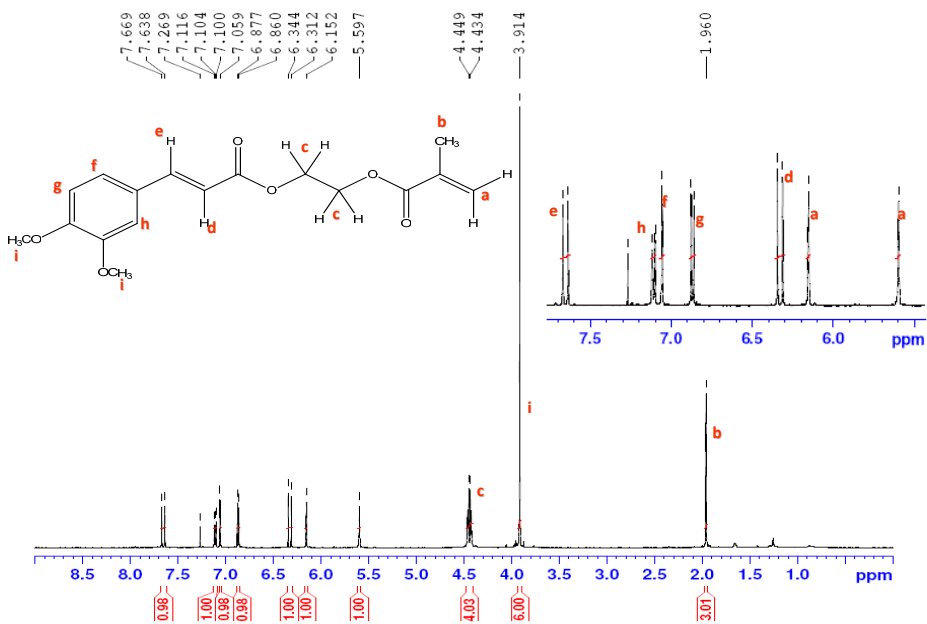 7.669
7.638
7.269
7.116
7.104
7.100
7.059
6.877
6.860
6.344
6.312
6.152
5.597
4.449
4.434
3.914
1.960
e
H
f
g
h
H
d
O
O
c
H H
H H
c
O
O
b
CH₃
H
a
H
H₃CO
i
OCH₃
i
e
h
f
g
d
a
a
7.5 7.0 6.5 6.0 ppm
i
b
c
8.5 8.0 7.5 7.0 6.5 6.0 5.5 5.0 4.5 4.0 3.5 3.0 2.5 2.0 1.5 1.0 ppm
0.98
1.00
0.98
0.98
1.00
1.00
1.00
4.03
6.00
3.01